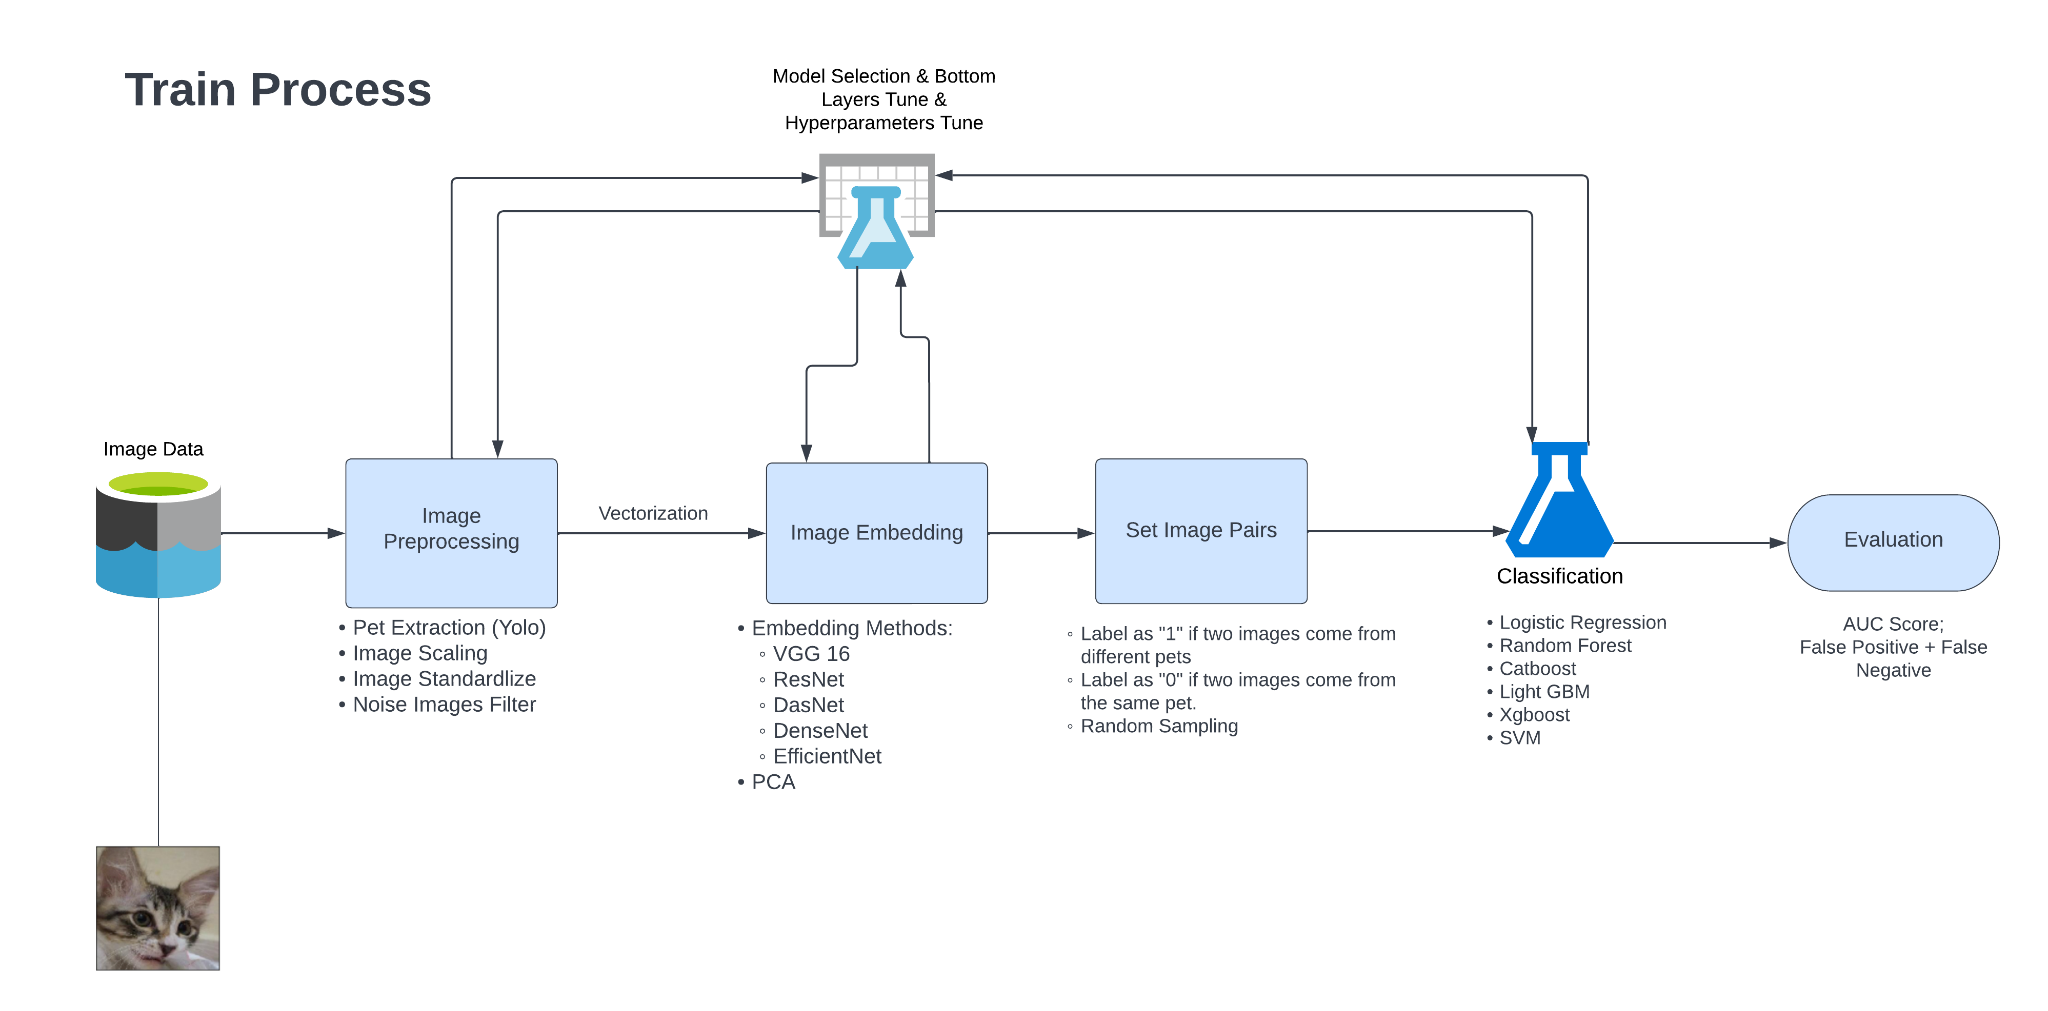 Train Process
Model Selection & Bottom
Layers Tune &
Hyperparameters Tune
Image Data
Image
Preprocessing
Vectorization
Image Embedding
Set Image Pairs
Classification
Evaluation
• Pet Extraction (Yolo)
• Image Scaling
• Image Standardlize
• Noise Images Filter
• Embedding Methods:
◦ VGG 16
◦ ResNet
◦ DasNet
◦ DenseNet
◦ EfficientNet
• PCA
◦ Label as "1" if two images come from
different pets
◦ Label as "0" if two images come from
the same pet.
◦ Random Sampling
• Logistic Regression
• Random Forest
• Catboost
• Light GBM
• Xgboost
• SVM
AUC Score;
False Positive + False
Negative